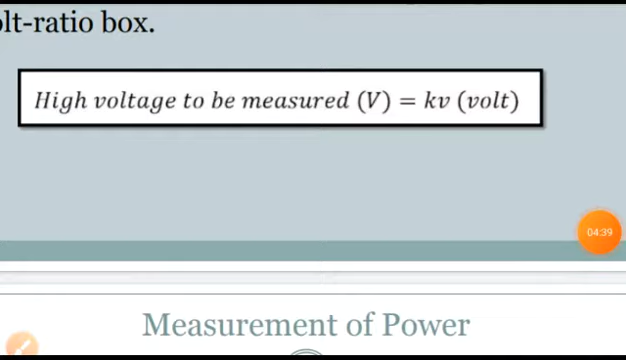 lt-ratio box.
High voltage to be measured (V) = kv (volt)
04:39
Measurement of Power